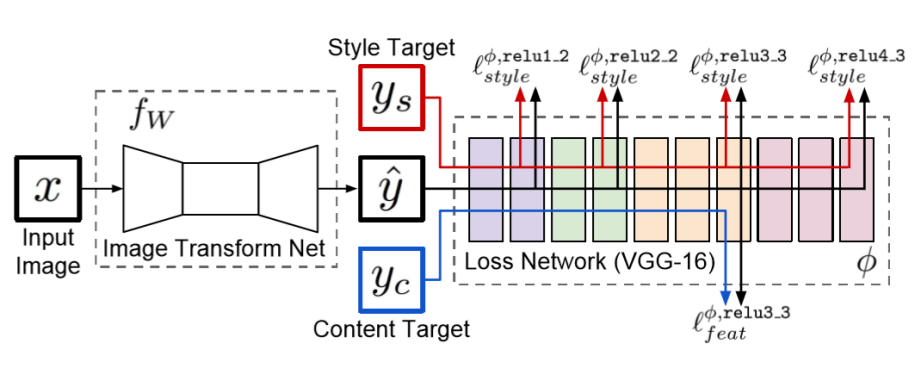 Style Target
y_s
ℓ^{ϕ,relu1_2}_{style}
ℓ^{ϕ,relu2_2}_{style}
ℓ^{ϕ,relu3_3}_{style}
ℓ^{ϕ,relu4_3}_{style}
f_W
x
Input
Image
Image Transform Net
ŷ
y_c
Content Target
Loss Network (VGG-16)
ϕ
ℓ^{ϕ,relu3_3}_{feat}